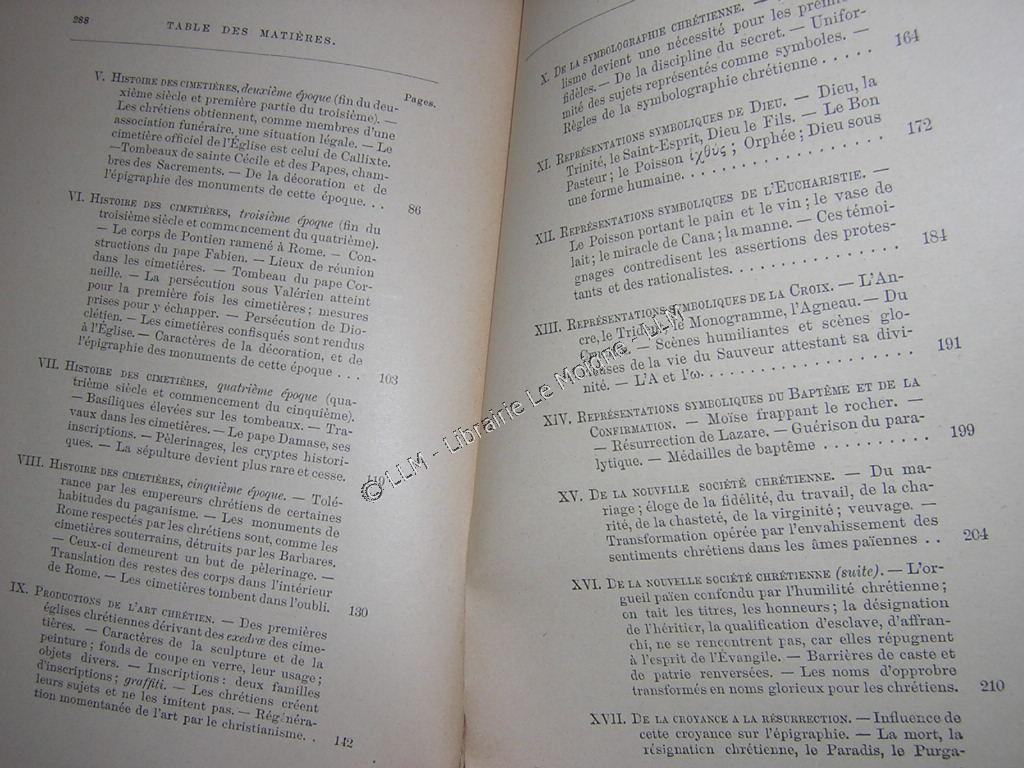 288
TABLE DES MATIÈRES.
Pages.
V. HISTOIRE DES CIMETIÈRES, deuxième époque (fin du deu-
xième siècle et première partie du troisième). —
Les chrétiens obtiennent, comme membres d'une
association funéraire, une situation légale. — Le
cimetière officiel de l'Église est celui de Callixte.
— Tombeaux de sainte Cécile et des Papes, cham-
bres des Sacrements. — De la décoration et de
l'épigraphie des monuments de cette époque. . . 86
VI. HISTOIRE DES CIMETIÈRES, troisième époque (fin du
troisième siècle et commencement du quatrième).
— Le corps de Pontien ramené à Rome. — Con-
structions du pape Fabien. — Lieux de réunion
dans les cimetières. — Tombeau du pape Cor-
neille. — La persécution sous Valérien atteint
pour la première fois les cimetières; mesures
prises pour y échapper. — Persécution de Dio-
clétien. — Les cimetières confisqués sont rendus
à l'Église. — Caractères de la décoration, et de
l'épigraphie des monuments de cette époque . . . 103
VII. HISTOIRE DES CIMETIÈRES, quatrième époque (qua-
trième siècle et commencement du cinquième).
— Basiliques élevées sur les tombeaux. — Tra-
vaux dans les cimetières. — Le pape Damase, ses
inscriptions. — Pèlerinages, les cryptes histori-
ques. — La sépulture devient plus rare et cesse.
VIII. HISTOIRE DES CIMETIÈRES, cinquième époque. — Tolé-
rance par les empereurs chrétiens de certaines
habitudes du paganisme. — Les monuments de
Rome respectés par les chrétiens sont, comme les
cimetières souterrains, détruits par les Barbares.
— Ceux-ci demeurent un but de pèlerinage. —
Translation des restes des corps dans l'intérieur
de Rome. — Les cimetières tombent dans l'oubli. 130
IX. PRODUCTIONS DE L'ART CHRÉTIEN. — Des premières
églises chrétiennes dérivant des exedræ des cime-
tières. — Caractères de la sculpture et de la
peinture; fonds de coupe en verre, leur usage;
objets divers. — Inscriptions: deux familles
d'inscriptions; graffiti. — Les chrétiens créent
leurs sujets et ne les imitent pas. — Régénéra-
tion momentanée de l'art par le christianisme. . 142
X. DE LA SYMBOLOGRAPHIE CHRÉTIENNE. —
lisme devient une nécessité pour les premiers
fidèles. — De la discipline du secret. — Unifor-
mité des sujets représentés comme symboles. —
Règles de la symbolographie chrétienne . . . . 164
XI. REPRÉSENTATIONS SYMBOLIQUES DE DIEU. — Dieu, la
Trinité, le Saint-Esprit, Dieu le Fils. — Le Bon
Pasteur; le Poisson ἰχθύς; Orphée; Dieu sous
une forme humaine. . . . . . . . . . . . . . . 172
XII. REPRÉSENTATIONS SYMBOLIQUES DE L'EUCHARISTIE. —
Le Poisson portant le pain et le vin; le vase de
lait; le miracle de Cana; la manne. — Ces témoi-
gnages contredisent les assertions des protes-
tants et des rationalistes. . . . . . . . . . . . 184
XIII. REPRÉSENTATIONS SYMBOLIQUES DE LA CROIX. — L'An-
cre, le Trident, le Monogramme, l'Agneau. — Du
— Scènes humiliantes et scènes glo-
rieuses de la vie du Sauveur attestant sa divi-
nité. — L'A et l'ω. . . . . . . . . . . . . . . 191
XIV. REPRÉSENTATIONS SYMBOLIQUES DU BAPTÊME ET DE LA
CONFIRMATION. — Moïse frappant le rocher. —
— Résurrection de Lazare. — Guérison du para-
lytique. — Médailles de baptême . . . . . . . . 199
XV. DE LA NOUVELLE SOCIÉTÉ CHRÉTIENNE. — Du ma-
riage; éloge de la fidélité, du travail, de la cha-
rité, de la chasteté, de la virginité; veuvage. —
Transformation opérée par l'envahissement des
sentiments chrétiens dans les âmes païennes . . 204
XVI. DE LA NOUVELLE SOCIÉTÉ CHRÉTIENNE (suite). — L'or-
gueil païen confondu par l'humilité chrétienne;
on tait les titres, les honneurs; la désignation
de l'héritier, la qualification d'esclave, d'affran-
chi, ne se rencontrent pas, car elles répugnent
à l'esprit de l'Évangile. — Barrières de caste et
de patrie renversées. — Les noms d'opprobre
transformés en noms glorieux pour les chrétiens. 210
XVII. DE LA CROYANCE A LA RÉSURRECTION. — Influence de
cette croyance sur l'épigraphie. — La mort, la
résignation chrétienne, le Paradis, le Purga-
© LLM - Librairie Le Molone - LLM